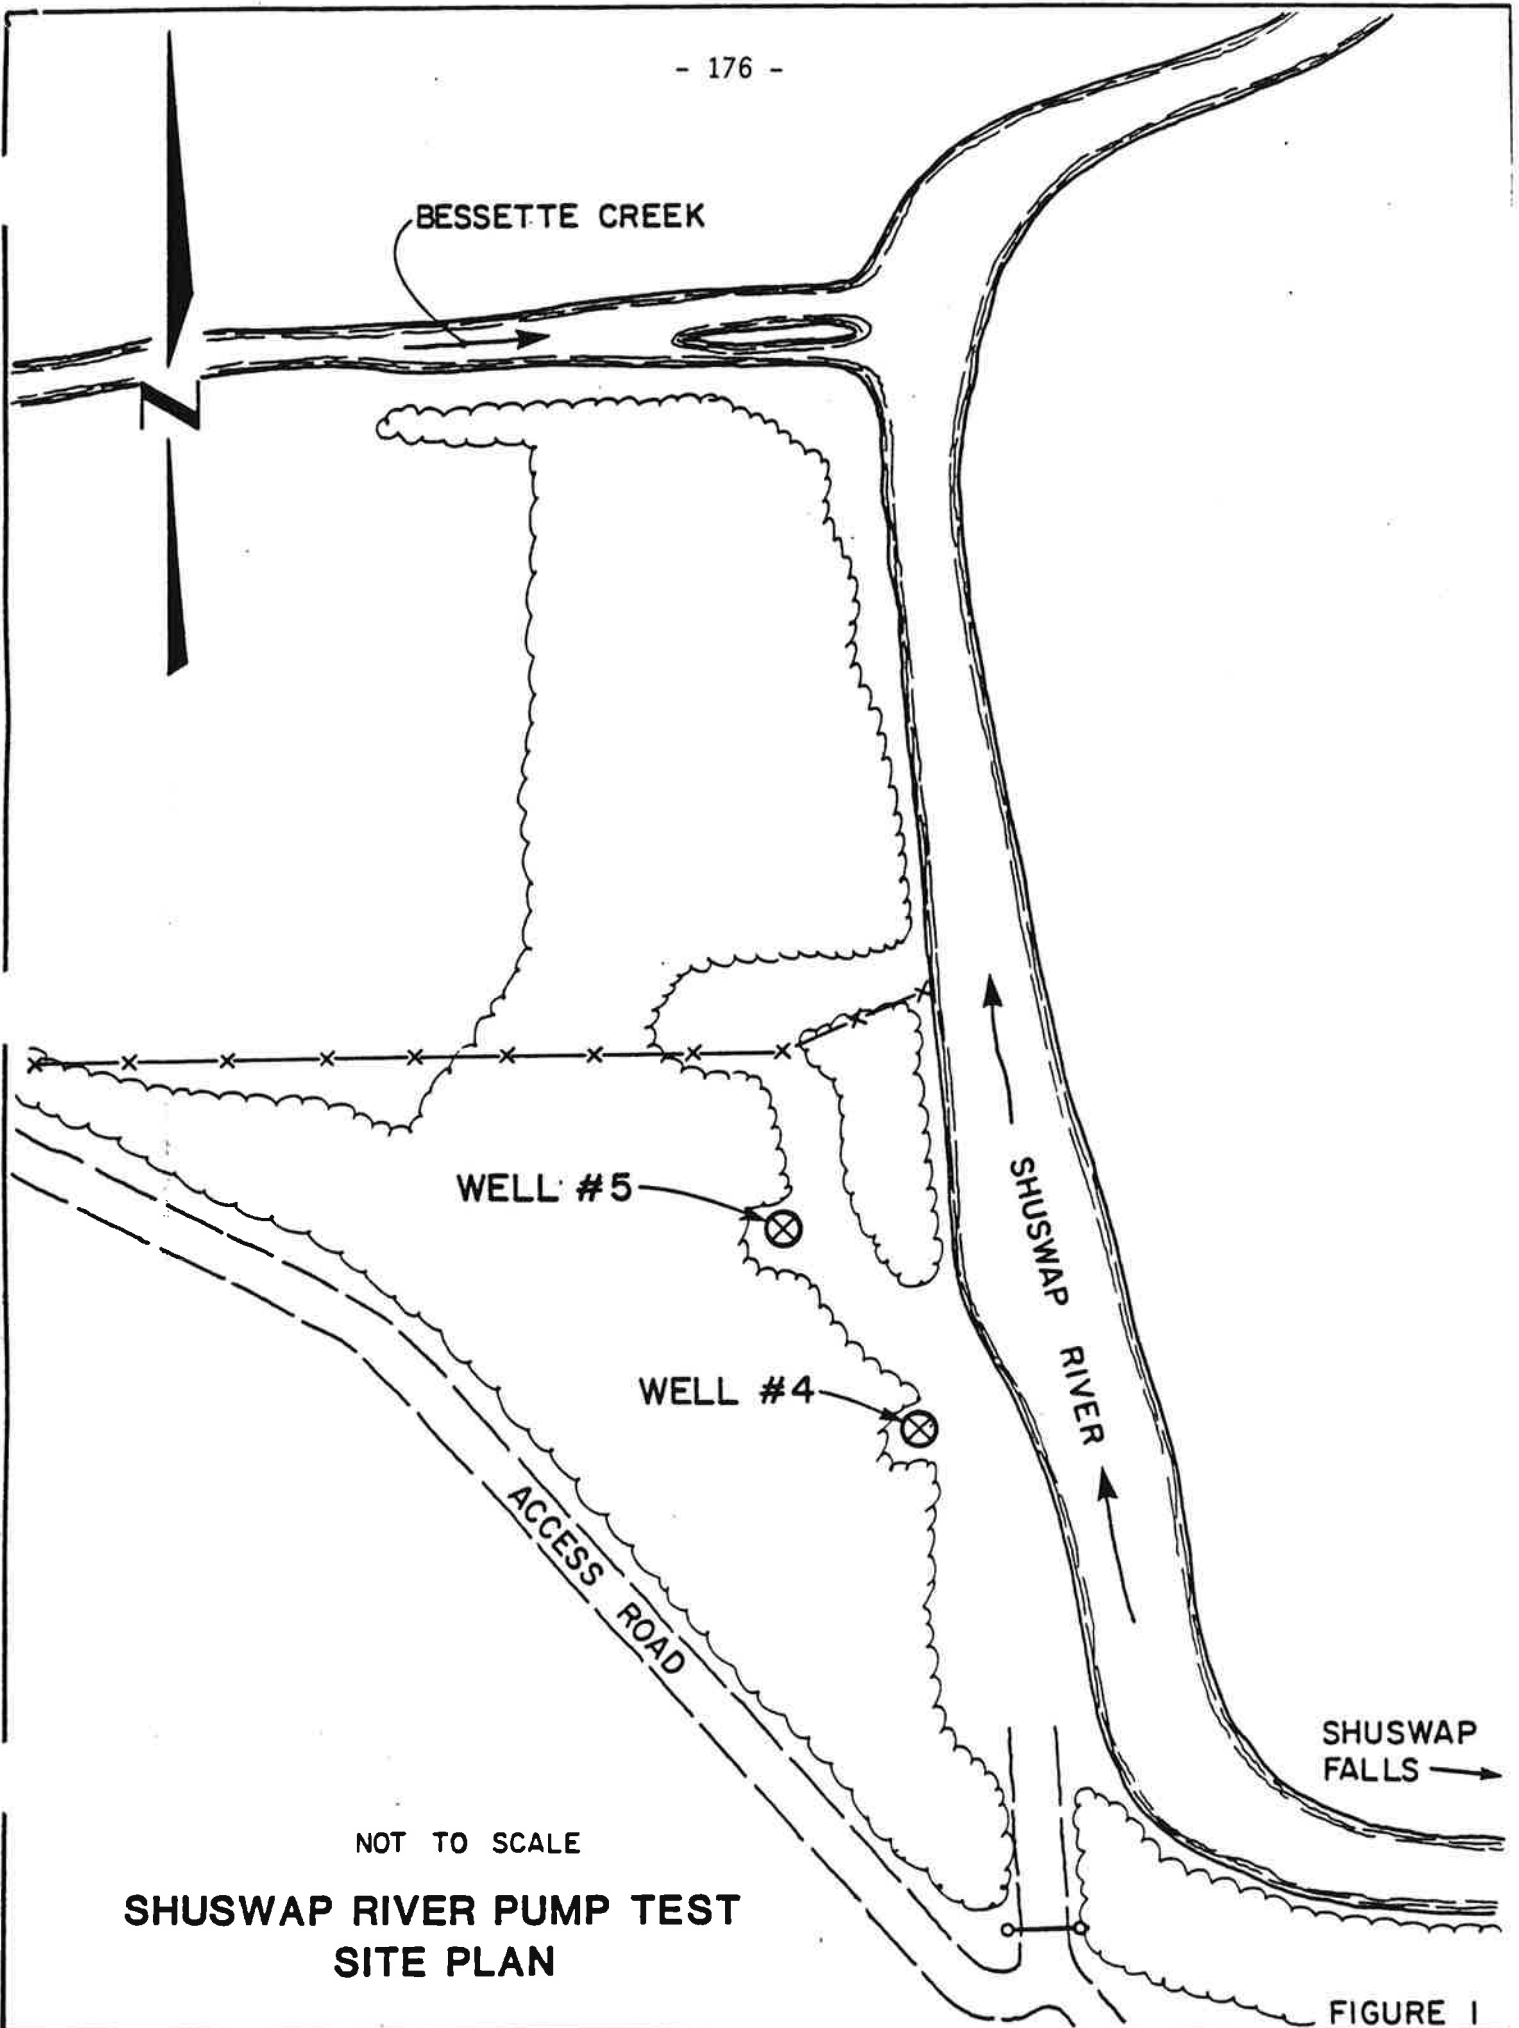 - 176 -
BESSETTE CREEK
N
WELL #5
SHUSWAP RIVER
WELL #4
ACCESS ROAD
SHUSWAP
FALLS
NOT TO SCALE
SHUSWAP RIVER PUMP TEST
SITE PLAN
FIGURE 1